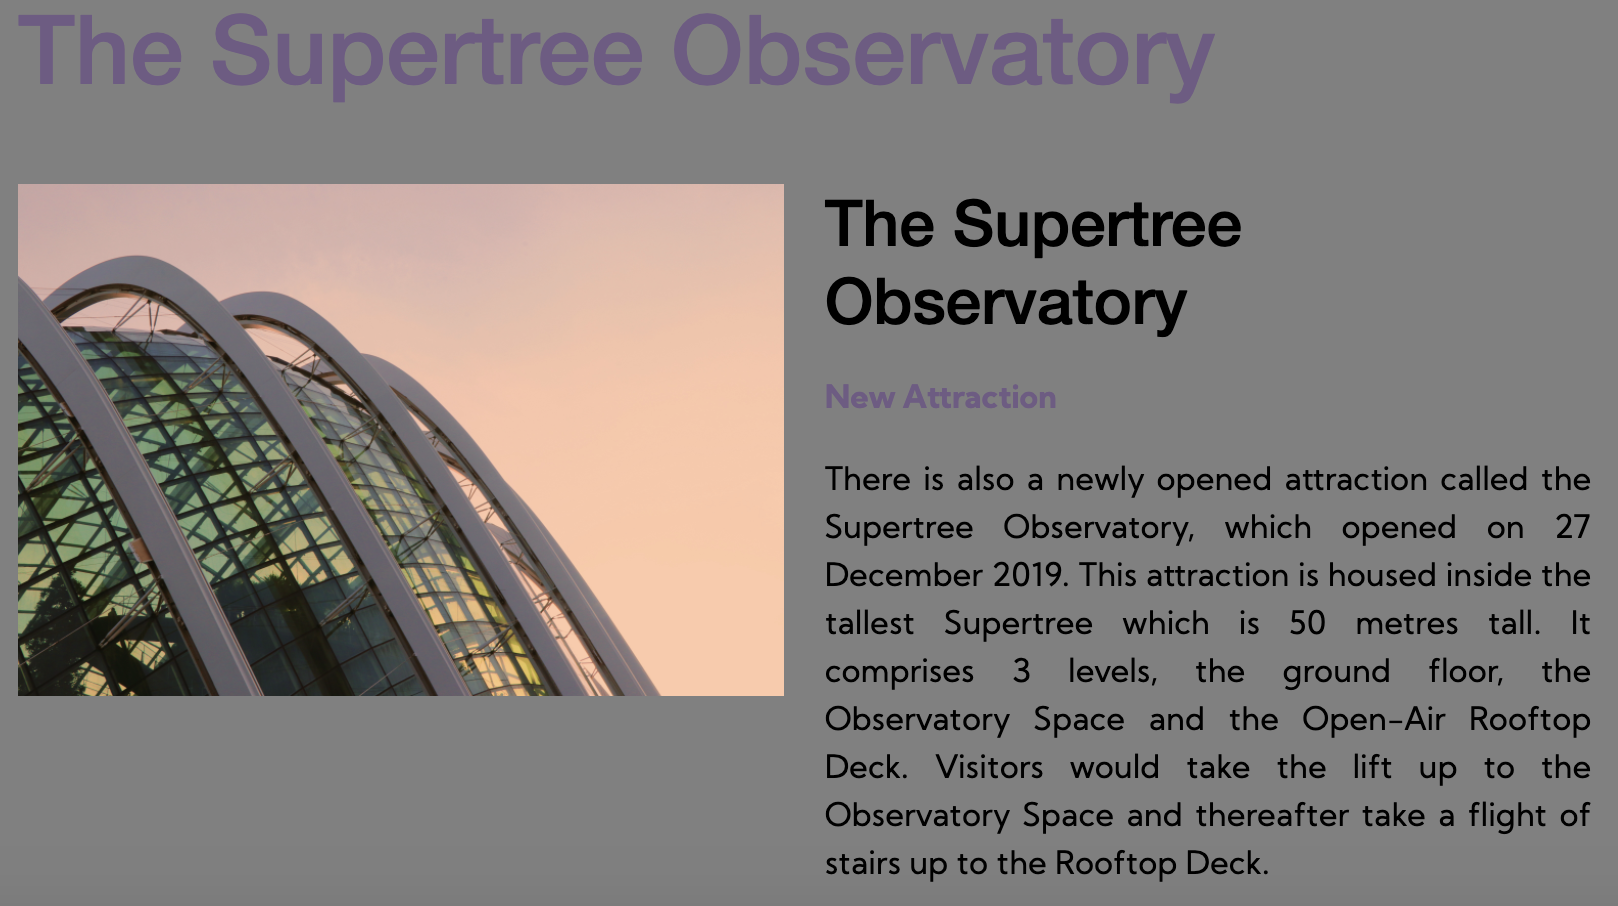 The Supertree Observatory
The Supertree
Observatory
New Attraction
There is also a newly opened attraction called the
Supertree Observatory, which opened on 27
December 2019. This attraction is housed inside the
tallest Supertree which is 50 metres tall. It
comprises 3 levels, the ground floor, the
Observatory Space and the Open-Air Rooftop
Deck. Visitors would take the lift up to the
Observatory Space and thereafter take a flight of
stairs up to the Rooftop Deck.